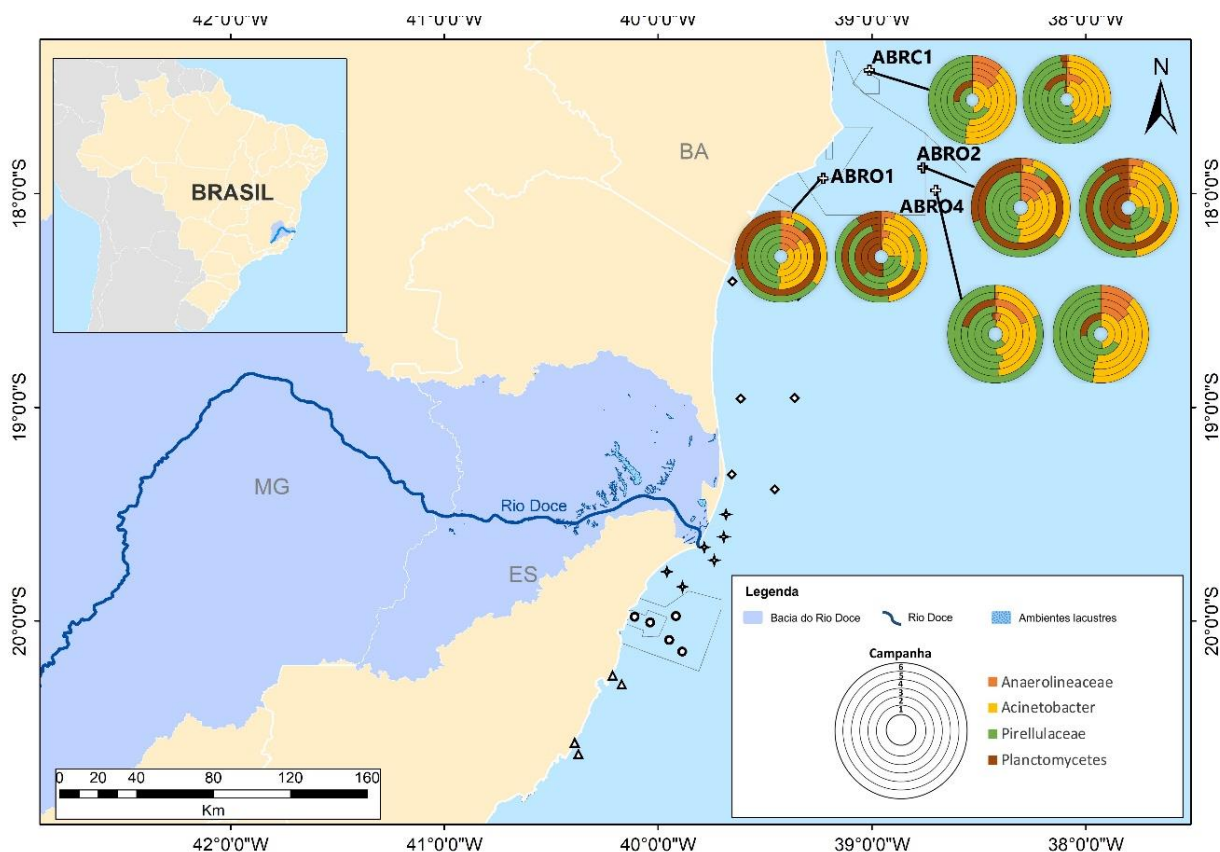 42°0'0"W 41°0'0"W 40°0'0"W 39°0'0"W 38°0'0"W
ABRC1
N
BA
ABRO2
BRASIL
ABRO1
18°0'0"S 18°0'0"S
ABRO4
19°0'0"S 19°0'0"S
MG
Rio Doce
ES
Legenda
Bacia do Rio Doce Rio Doce Ambientes lacustres
20°0'0"S 20°0'0"S
Campanha
6
5
4
3
2
1
Anaerolineaceae
Acinetobacter
Pirellulaceae
Planctomycetes
0 20 40 80 120 160
Km
42°0'0"W 41°0'0"W 40°0'0"W 39°0'0"W 38°0'0"W